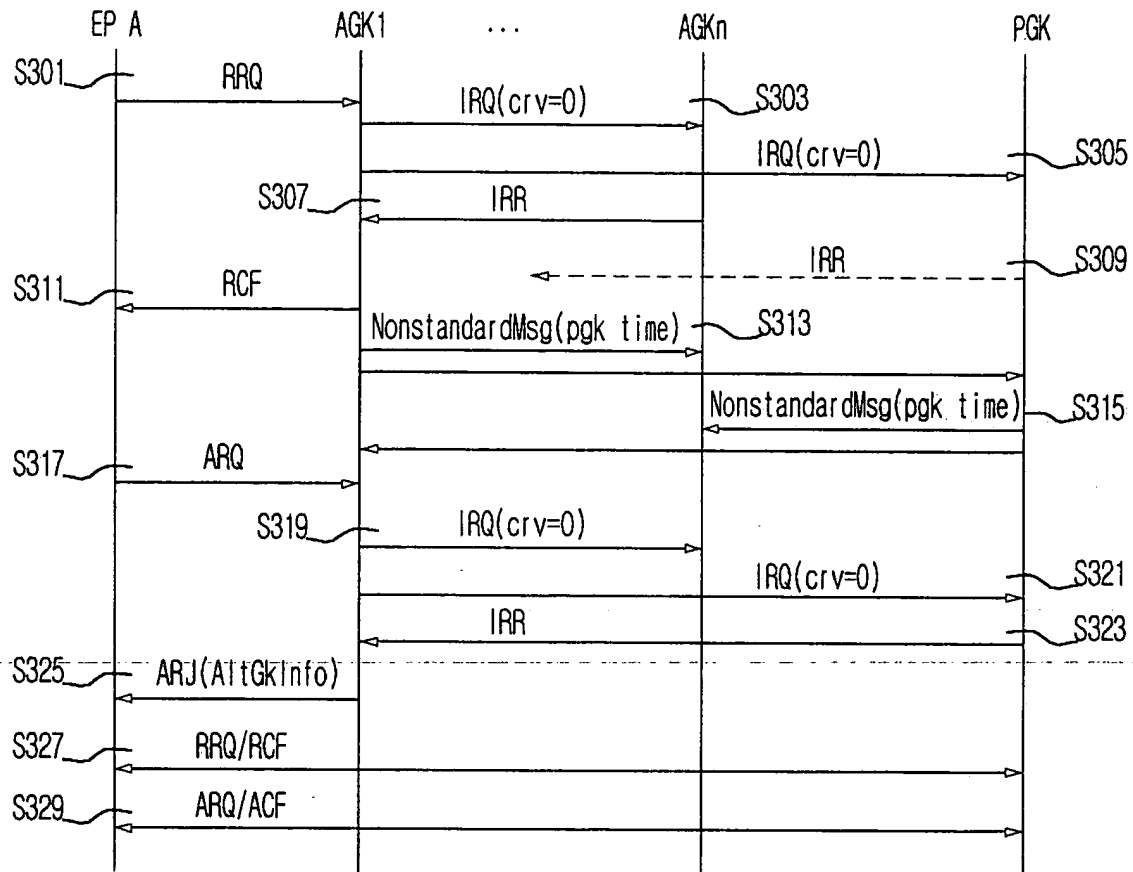 EP A AGK1 ... AGKn PGK
S301 RRQ
IRQ(crv=0) S303
IRQ(crv=0) S305
S307 IRR
IRR S309
S311 RCF
NonstandardMsg(pgk time) S313
NonstandardMsg(pgk time) S315
S317 ARQ
S319 IRQ(crv=0)
IRQ(crv=0) S321
IRR S323
S325 ARJ(AltGkInfo)
S327 RRQ/RCF
S329 ARQ/ACF